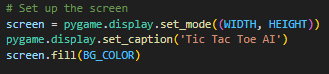 # Set up the screen
screen = pygame.display.set_mode((WIDTH, HEIGHT))
pygame.display.set_caption('Tic Tac Toe AI')
screen.fill(BG_COLOR)